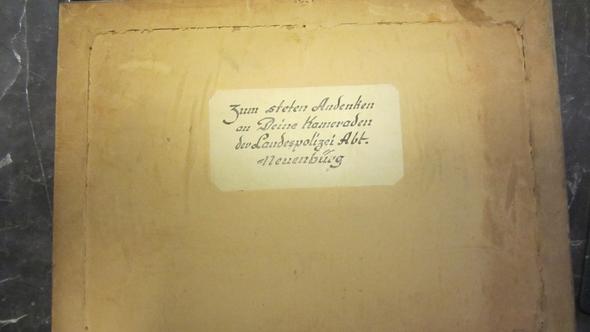 Zum steten Andenken
an Deine Kameraden
der Landespolizei Abt.
Neuenbürg